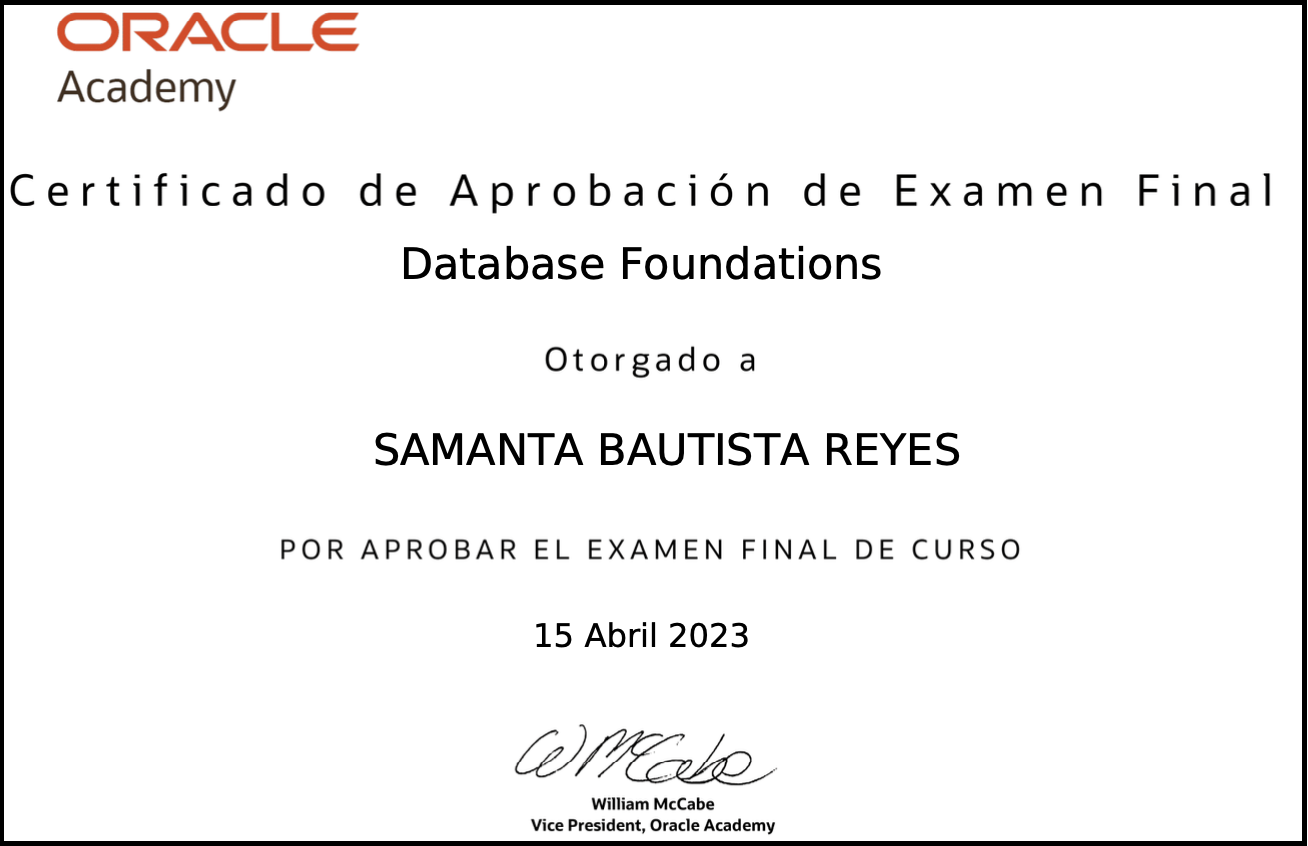 ORACLE
Academy
Certificado de Aprobación de Examen Final
Database Foundations
Otorgado a
SAMANTA BAUTISTA REYES
POR APROBAR EL EXAMEN FINAL DE CURSO
15 Abril 2023
W McCabe
William McCabe
Vice President, Oracle Academy